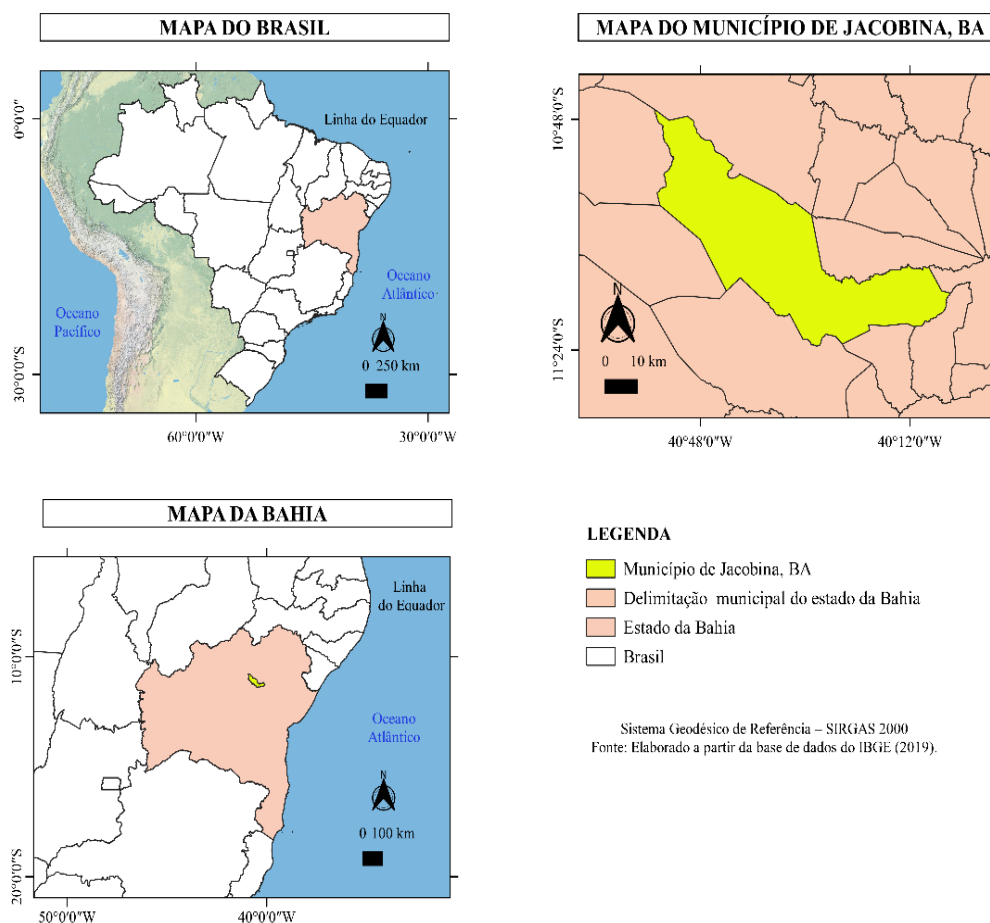 MAPA DO BRASIL
0°0'0"
30°0'0"S
Linha do Equador
Oceano
Atlântico
Oceano
Pacífico
N
0 250 km
60°0'0"W
30°0'0"W
MAPA DO MUNICÍPIO DE JACOBINA, BA
10°48'0"S
11°24'0"S
N
0 10 km
40°48'0"W
40°12'0"W
MAPA DA BAHIA
10°0'0"S
20°0'0"S
Linha
do Equador
Oceano
Atlântico
N
0 100 km
50°0'0"W
40°0'0"W
LEGENDA
Município de Jacobina, BA
Delimitação municipal do estado da Bahia
Estado da Bahia
Brasil
Sistema Geodésico de Referência – SIRGAS 2000
Fonte: Elaborado a partir da base de dados do IBGE (2019).